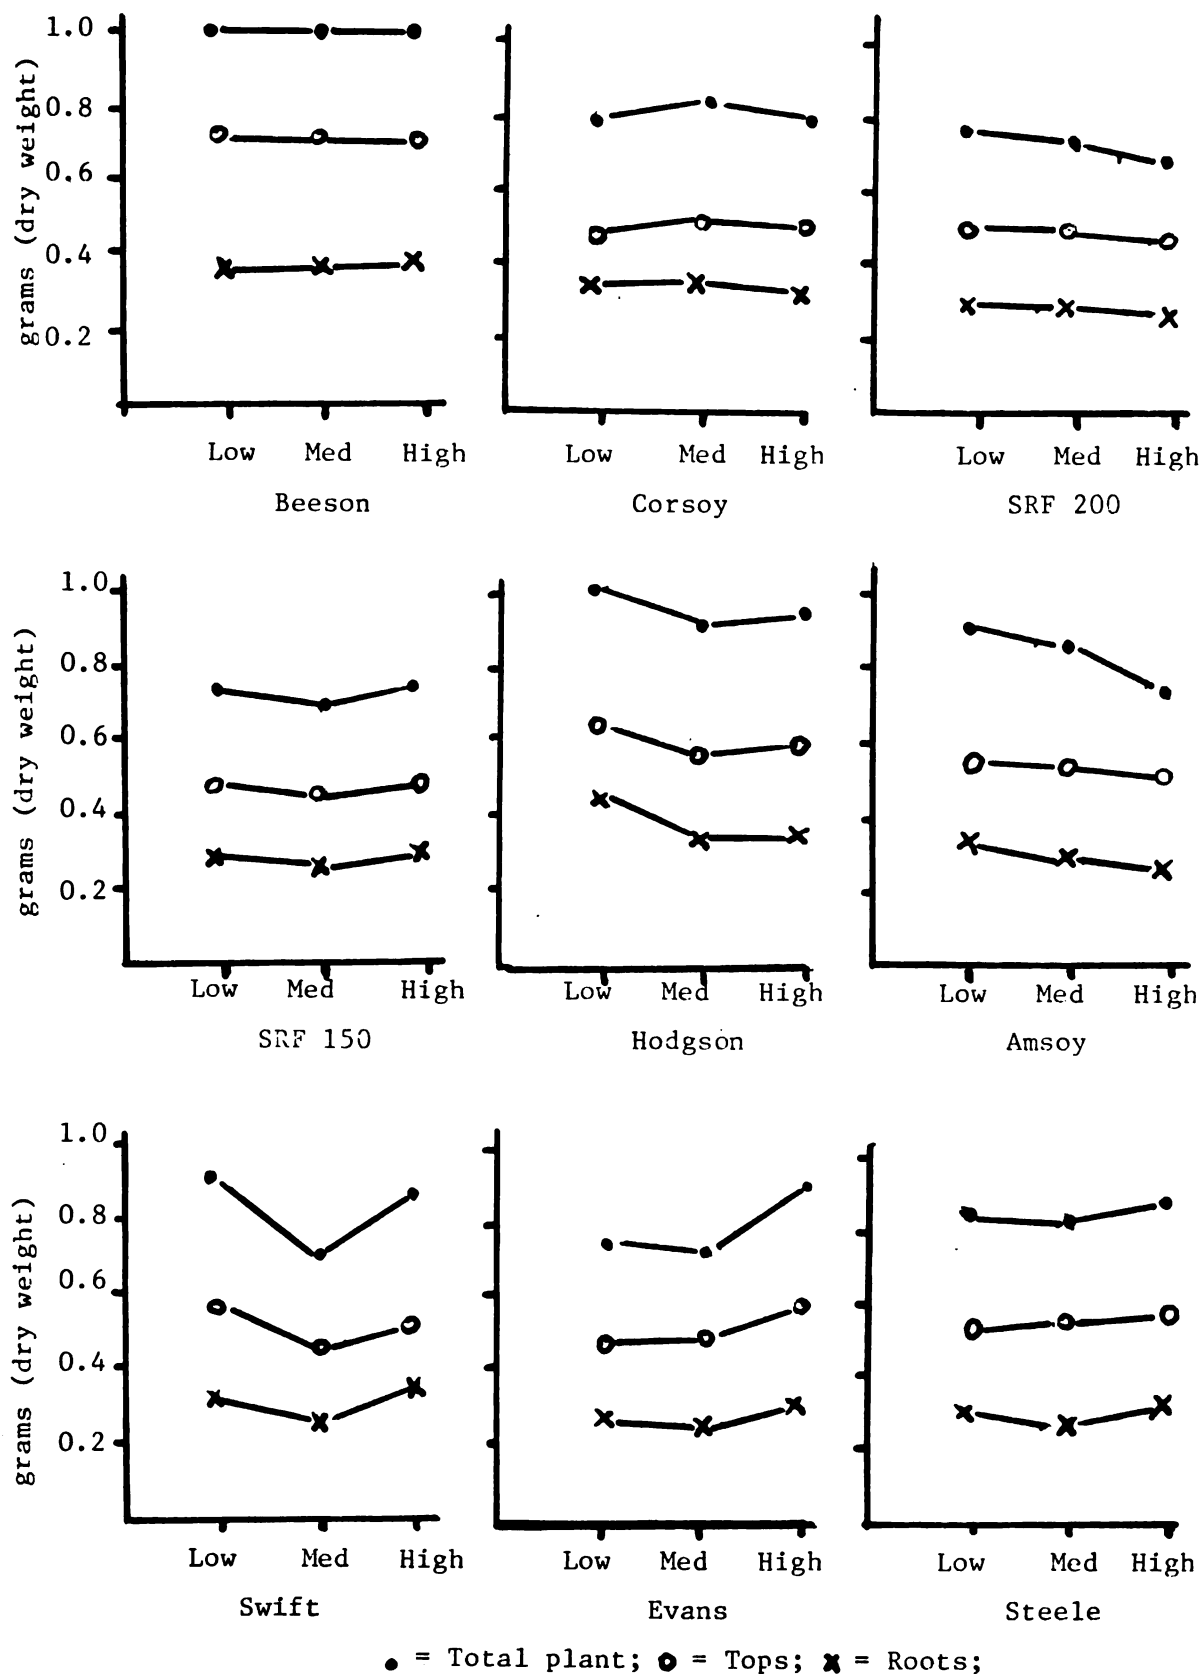 grams (dry weight)
1.0
0.8
0.6
0.4
0.2
Low Med High
Beeson
Low Med High
Corsoy
Low Med High
SRF 200
grams (dry weight)
1.0
0.8
0.6
0.4
0.2
Low Med High
SRF 150
Low Med High
Hodgson
Low Med High
Amsoy
grams (dry weight)
1.0
0.8
0.6
0.4
0.2
Low Med High
Swift
Low Med High
Evans
Low Med High
Steele
● = Total plant; O = Tops; X = Roots;